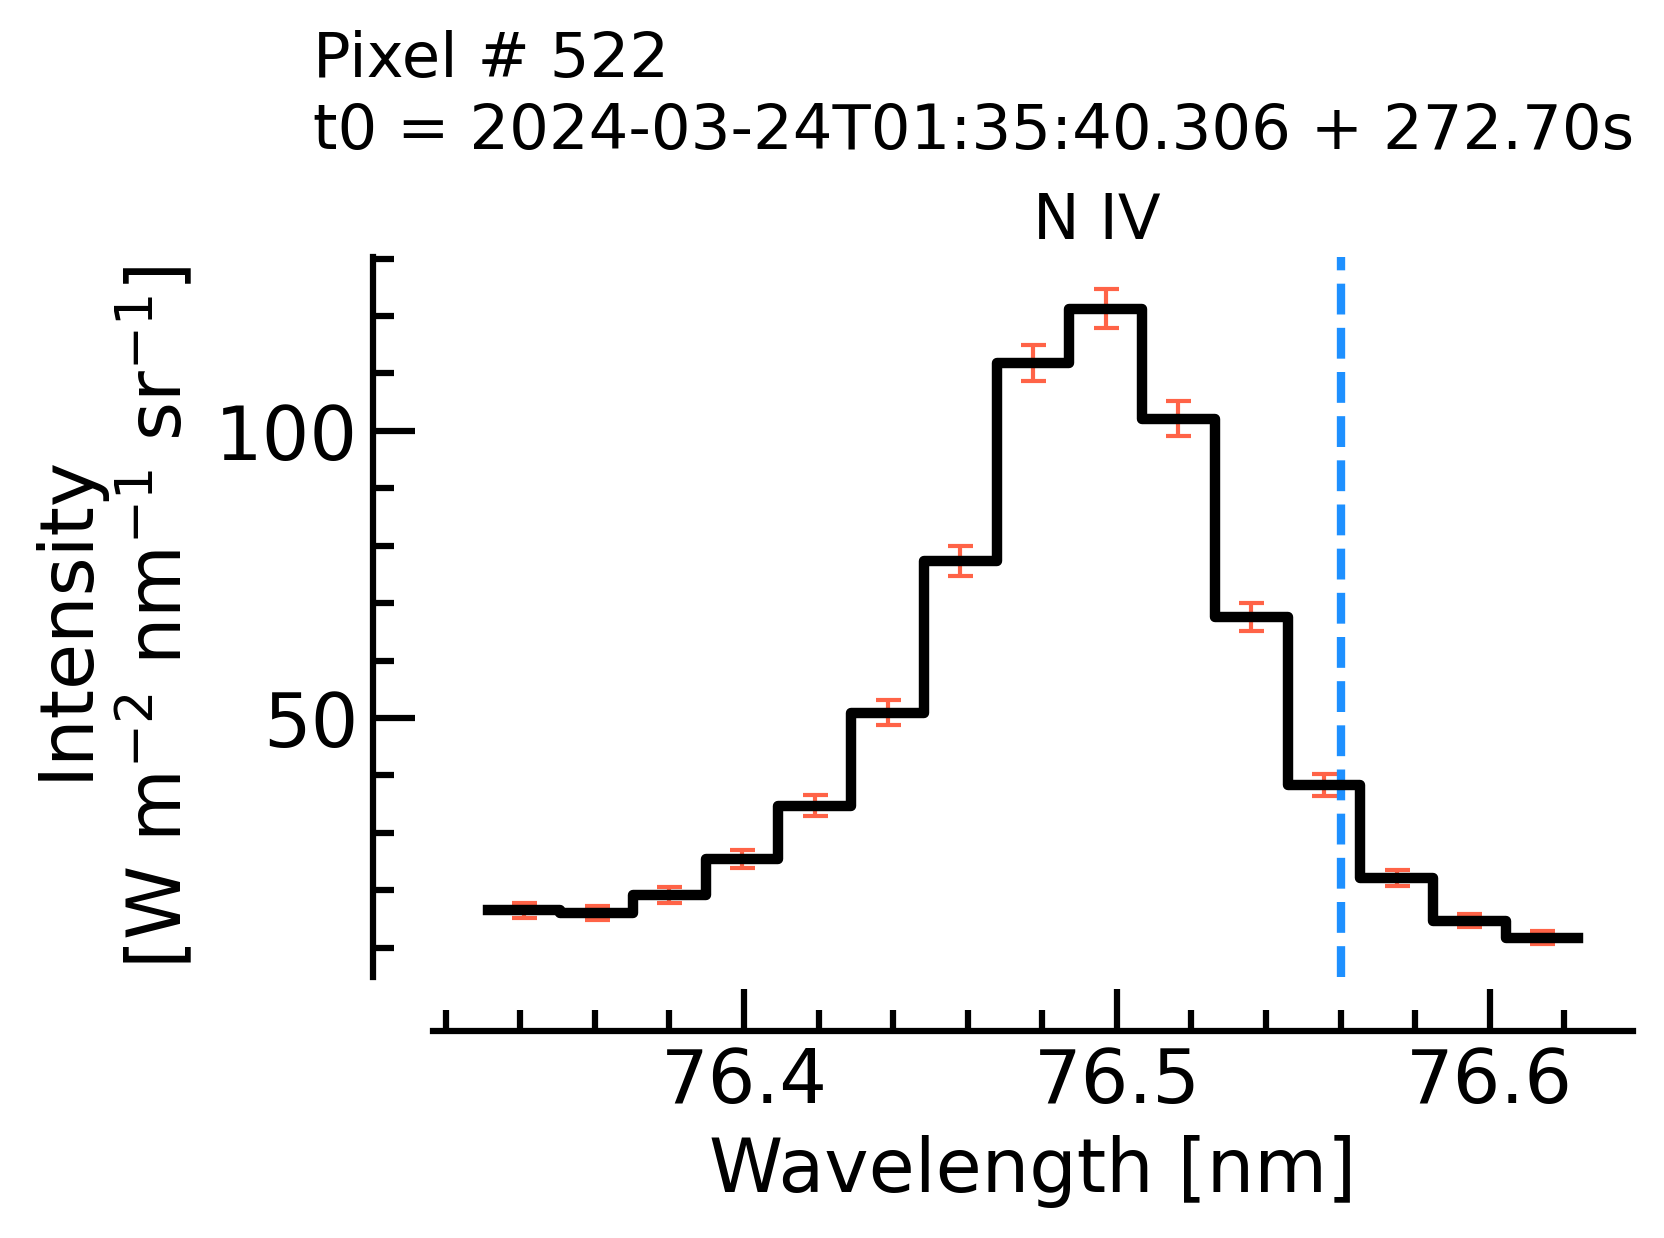 Pixel # 522
t0 = 2024-03-24T01:35:40.306 + 272.70s
N IV
Intensity
[W m⁻² nm⁻¹ sr⁻¹]
100
50
76.4 76.5 76.6
Wavelength [nm]